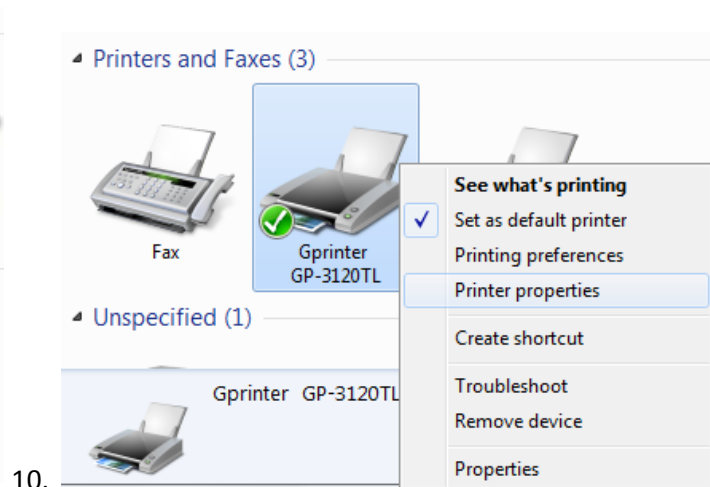 Printers and Faxes (3)
Fax
Gprinter
GP-3120TL
See what's printing
Set as default printer
Printing preferences
Printer properties
Create shortcut
Troubleshoot
Remove device
Properties
Unspecified (1)
Gprinter GP-3120TL
10.